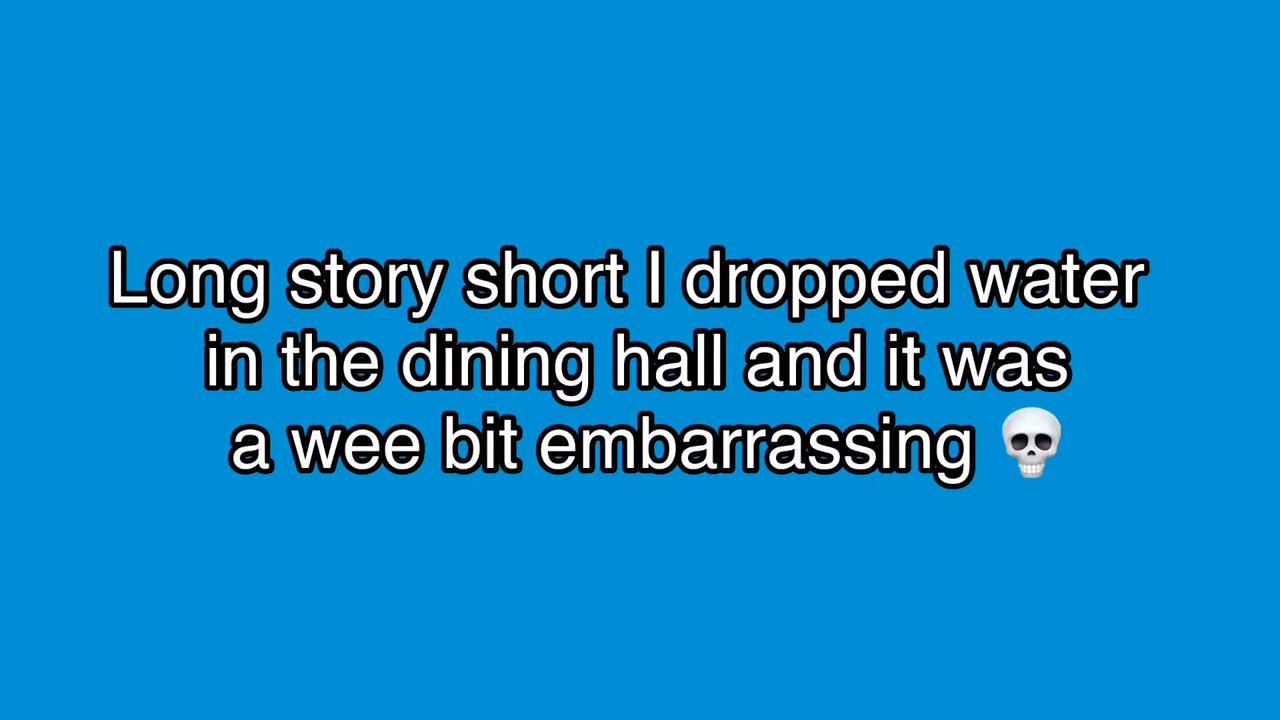 Long story short I dropped water
in the dining hall and it was
a wee bit embarrassing 💀